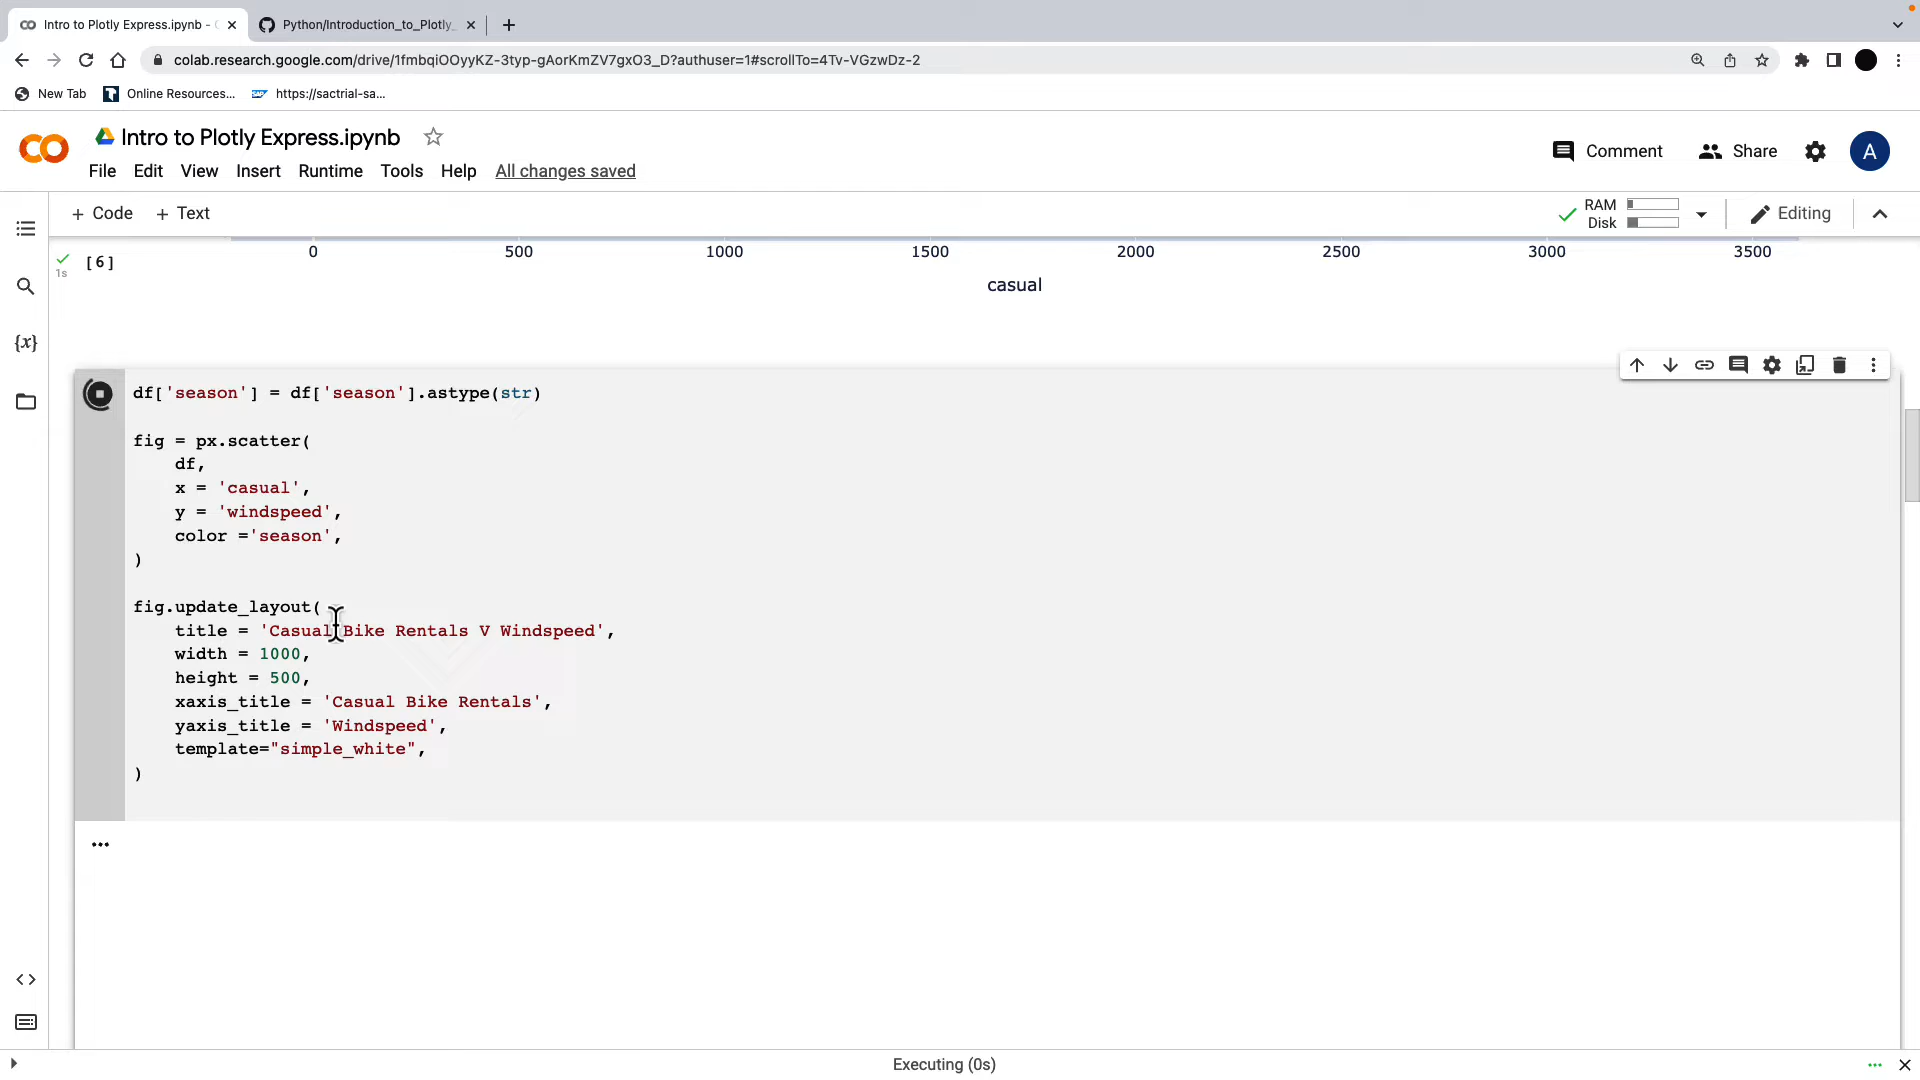 Intro to Plotly Express.ipynb - C
Python/Introduction_to_Plotly_
colab.research.google.com/drive/1fmbqiOOyyKZ-3typ-gAorKmZV7gxO3_D?authuser=1#scrollTo=4Tv-VGzwDz-2
New Tab
Online Resources...
https://sactrial-sa...
Intro to Plotly Express.ipynb
Comment
Share
A
File Edit View Insert Runtime Tools Help All changes saved
+ Code + Text
RAM
Disk
Editing
0 500 1000 1500 2000 2500 3000 3500
1s
[6]
casual
{x}
df['season'] = df['season'].astype(str)
fig = px.scatter(
df,
x = 'casual',
y = 'windspeed',
color ='season',
)
fig.update_layout(
title = 'Casual Bike Rentals V Windspeed',
width = 1000,
height = 500,
xaxis_title = 'Casual Bike Rentals',
yaxis_title = 'Windspeed',
template="simple_white",
)
Executing (0s)